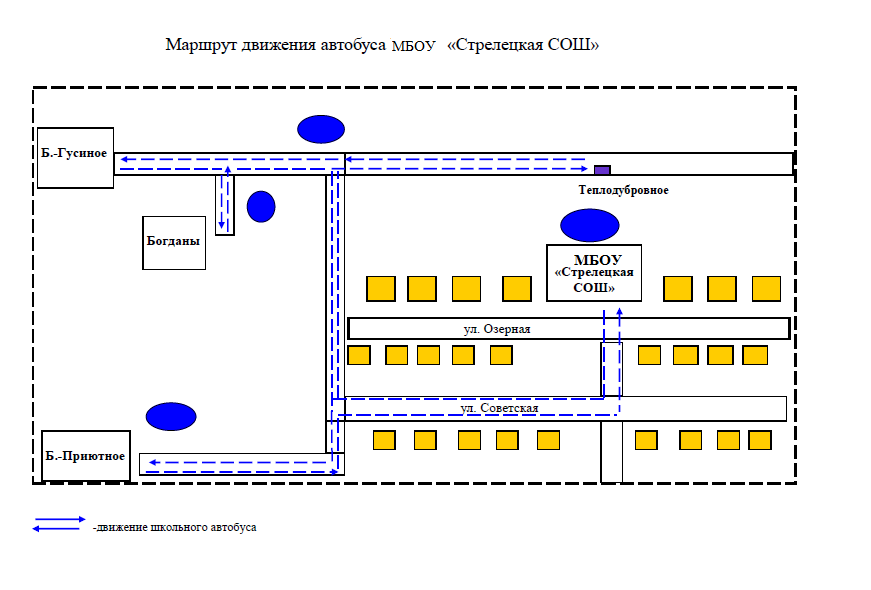 Маршрут движения автобуса МБОУ «Стрелецкая СОШ»
Б.-Гусиное
Теплодубровное
Богданы
МБОУ
«Стрелецкая
СОШ»
ул. Озерная
ул. Советская
Б.-Приютное
-движение школьного автобуса